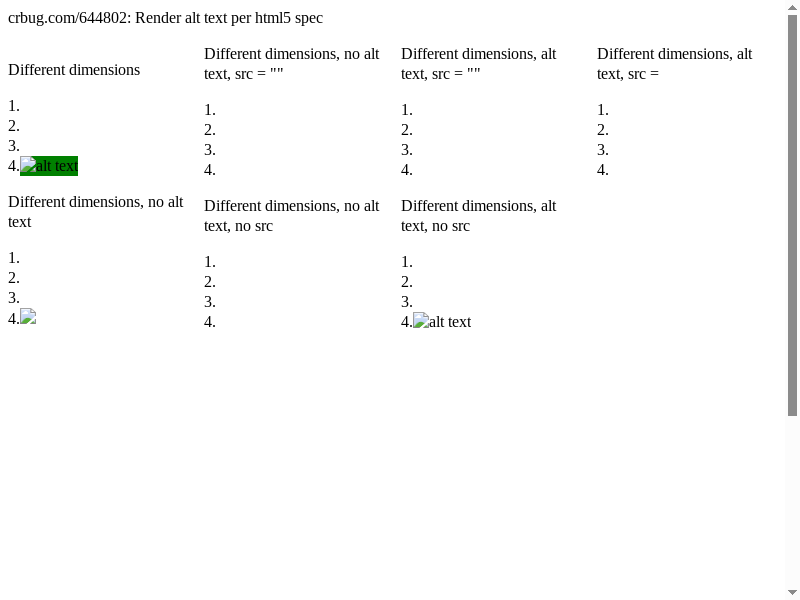 crbug.com/644802: Render alt text per html5 spec
Different dimensions
1.
2.
3.
4.alt text
Different dimensions, no alt
text
1.
2.
3.
4.
Different dimensions, no alt
text, src = ""
1.
2.
3.
4.
Different dimensions, no alt
text, no src
1.
2.
3.
4.
Different dimensions, alt
text, src = ""
1.
2.
3.
4.
Different dimensions, alt
text, no src
1.
2.
3.
4.alt text
Different dimensions, alt
text, src =
1.
2.
3.
4.